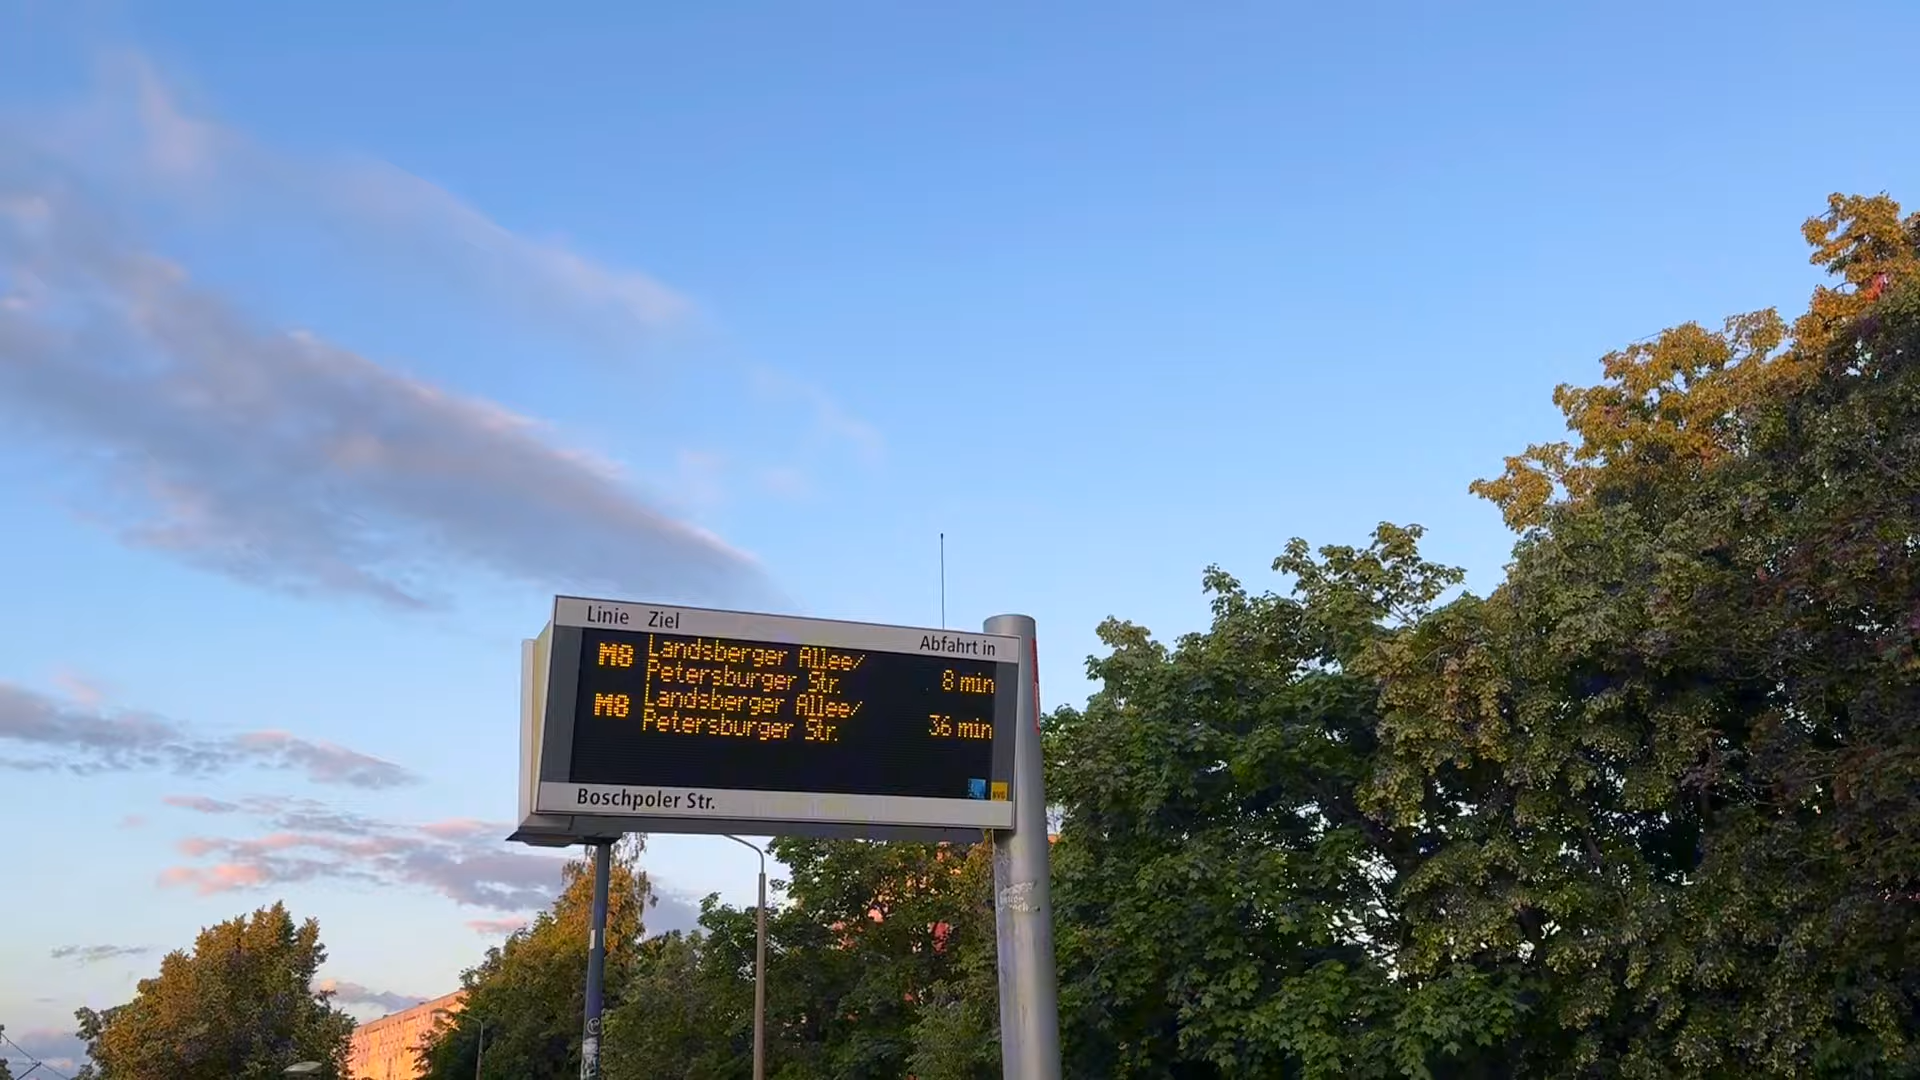 Linie Ziel Abfahrt in
M8 Landsberger Allee/
Petersburger Str. 8 min
M8 Landsberger Allee/
Petersburger Str. 36 min
Boschpoler Str.
BVG